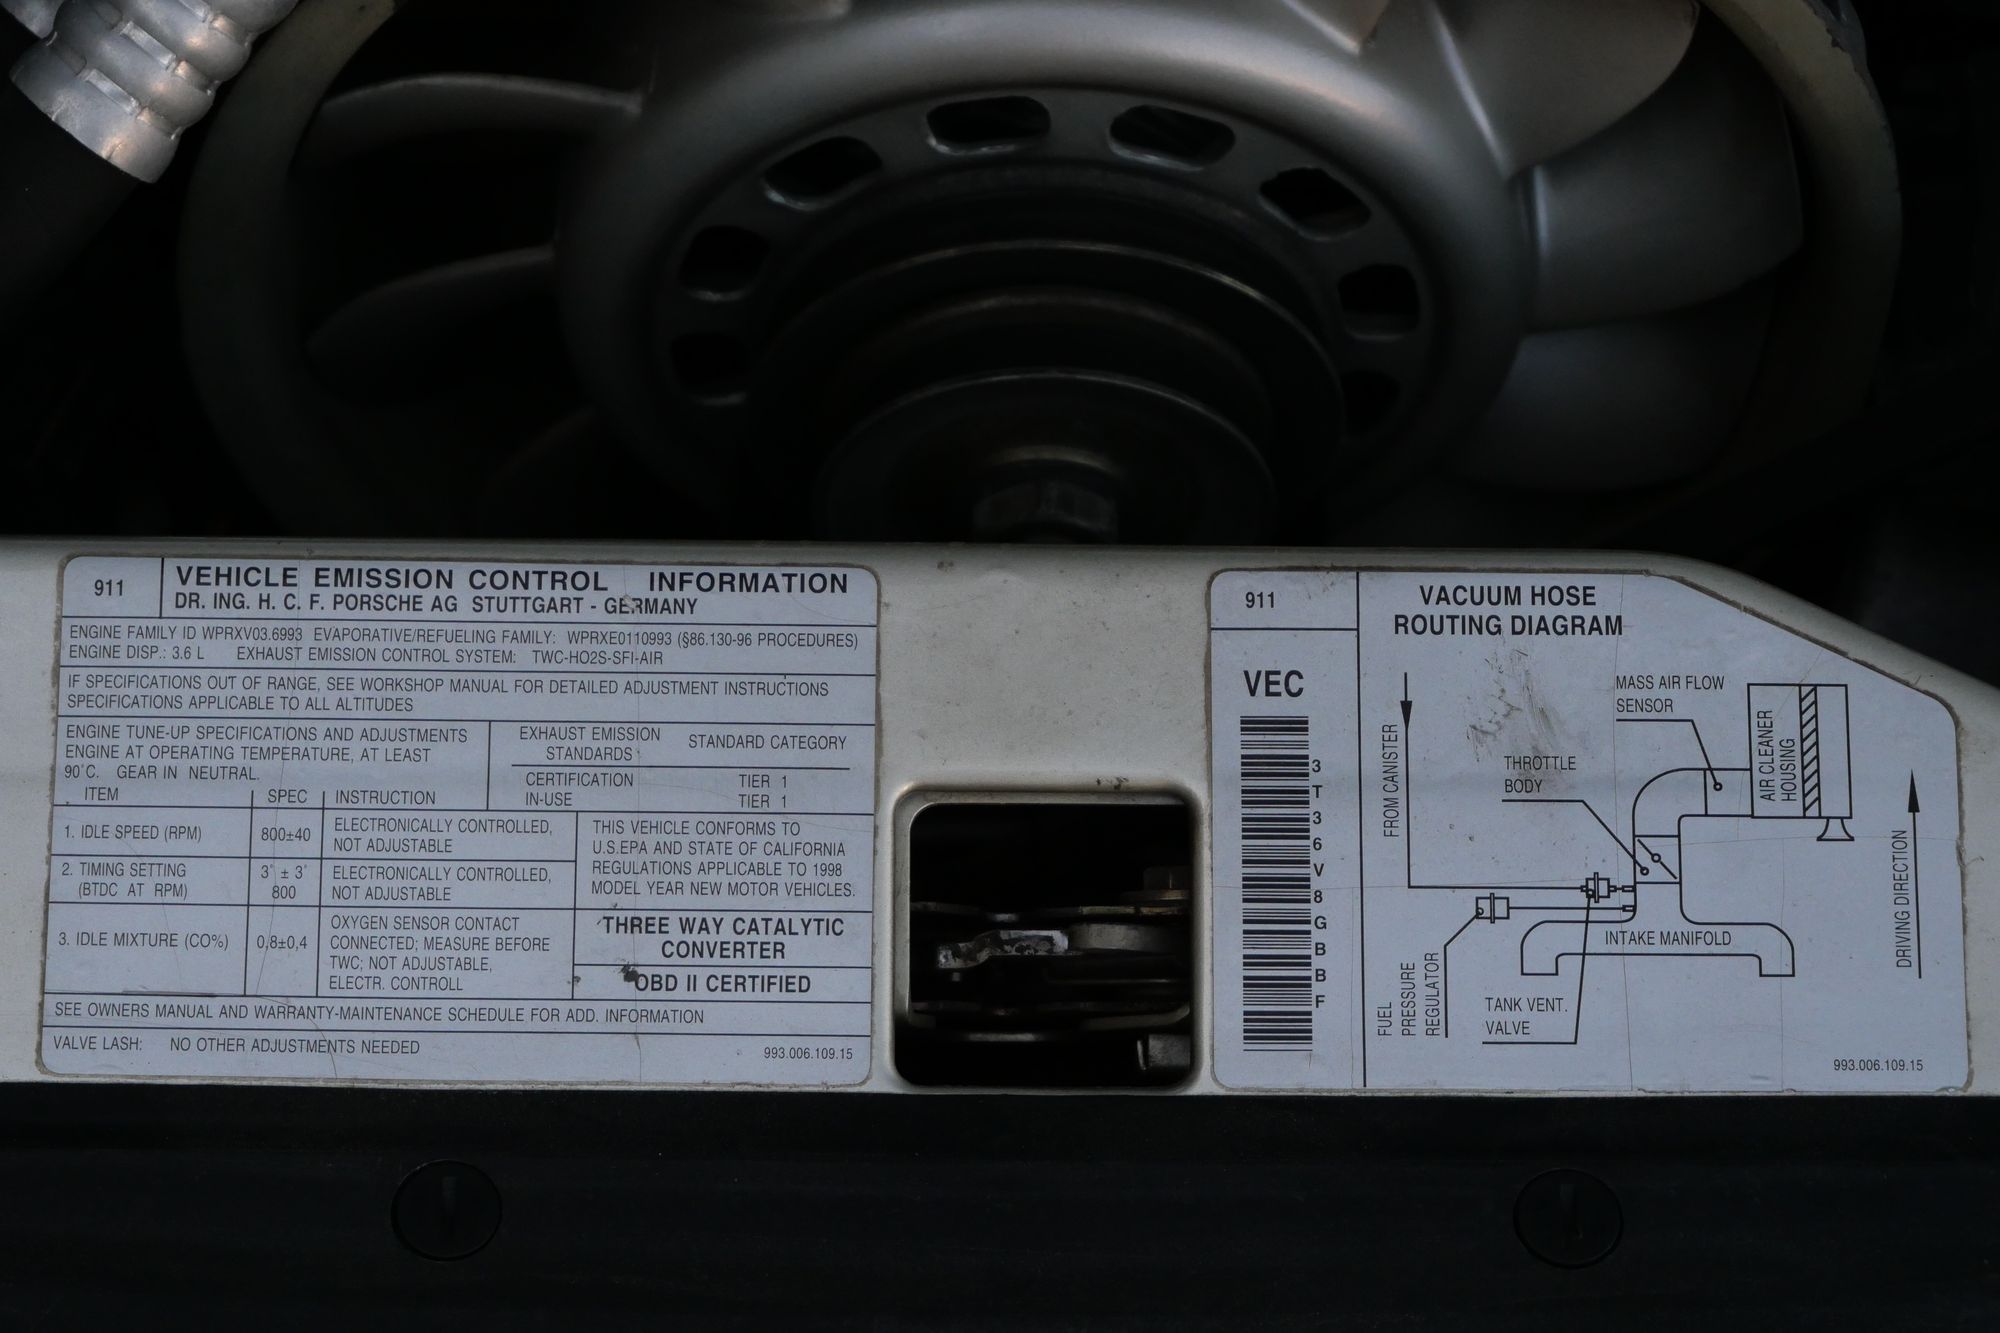 911
VEHICLE EMISSION CONTROL INFORMATION
DR. ING. H. C. F. PORSCHE AG STUTTGART - GERMANY
ENGINE FAMILY ID WPRXV03.6993 EVAPORATIVE/REFUELING FAMILY: WPRXE0110993 (§86.130-96 PROCEDURES)
ENGINE DISP.: 3.6 L EXHAUST EMISSION CONTROL SYSTEM: TWC-HO2S-SFI-AIR
IF SPECIFICATIONS OUT OF RANGE, SEE WORKSHOP MANUAL FOR DETAILED ADJUSTMENT INSTRUCTIONS
SPECIFICATIONS APPLICABLE TO ALL ALTITUDES
ENGINE TUNE-UP SPECIFICATIONS AND ADJUSTMENTS
ENGINE AT OPERATING TEMPERATURE, AT LEAST
90°C. GEAR IN NEUTRAL.
EXHAUST EMISSION
STANDARDS
STANDARD CATEGORY
CERTIFICATION TIER 1
IN-USE TIER 1
ITEM SPEC INSTRUCTION
1. IDLE SPEED (RPM) 800±40 ELECTRONICALLY CONTROLLED,
NOT ADJUSTABLE
2. TIMING SETTING
(BTDC AT RPM)
3° ± 3°
800
ELECTRONICALLY CONTROLLED,
NOT ADJUSTABLE
3. IDLE MIXTURE (CO%) 0,8±0,4
OXYGEN SENSOR CONTACT
CONNECTED; MEASURE BEFORE
TWC; NOT ADJUSTABLE,
ELECTR. CONTROLL
THIS VEHICLE CONFORMS TO
U.S.EPA AND STATE OF CALIFORNIA
REGULATIONS APPLICABLE TO 1998
MODEL YEAR NEW MOTOR VEHICLES.
THREE WAY CATALYTIC
CONVERTER
OBD II CERTIFIED
SEE OWNERS MANUAL AND WARRANTY-MAINTENANCE SCHEDULE FOR ADD. INFORMATION
VALVE LASH: NO OTHER ADJUSTMENTS NEEDED
993.006.109.15
911
VEC
3T36V8GBBF
VACUUM HOSE
ROUTING DIAGRAM
FROM CANISTER
MASS AIR FLOW
SENSOR
THROTTLE
BODY
AIR CLEANER
HOUSING
INTAKE MANIFOLD
FUEL
PRESSURE
REGULATOR
TANK VENT.
VALVE
DRIVING DIRECTION
993.006.109.15